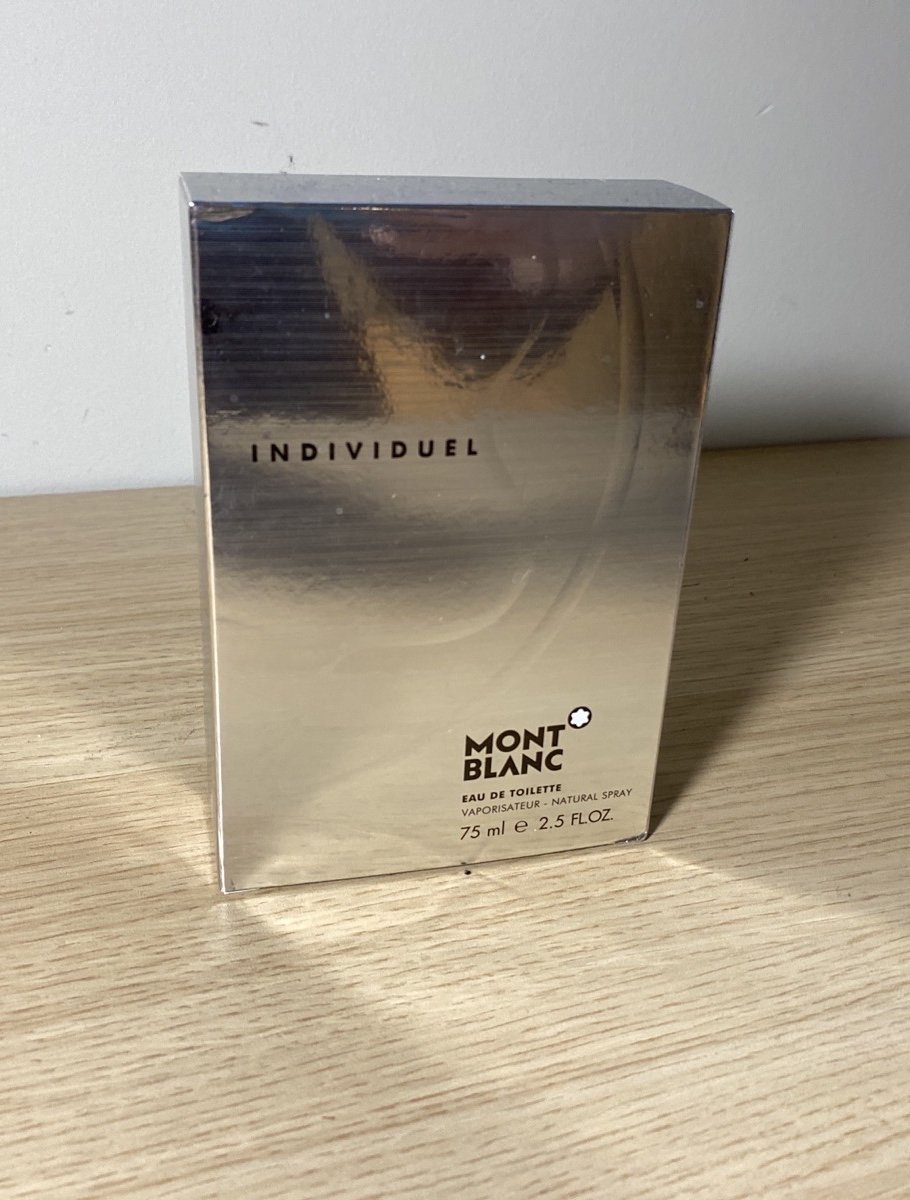 INDIVIDUEL
MONT
BLANC
EAU DE TOILETTE
VAPORISATEUR - NATURAL SPRAY
75 ml ℮ 2.5 FL.OZ.